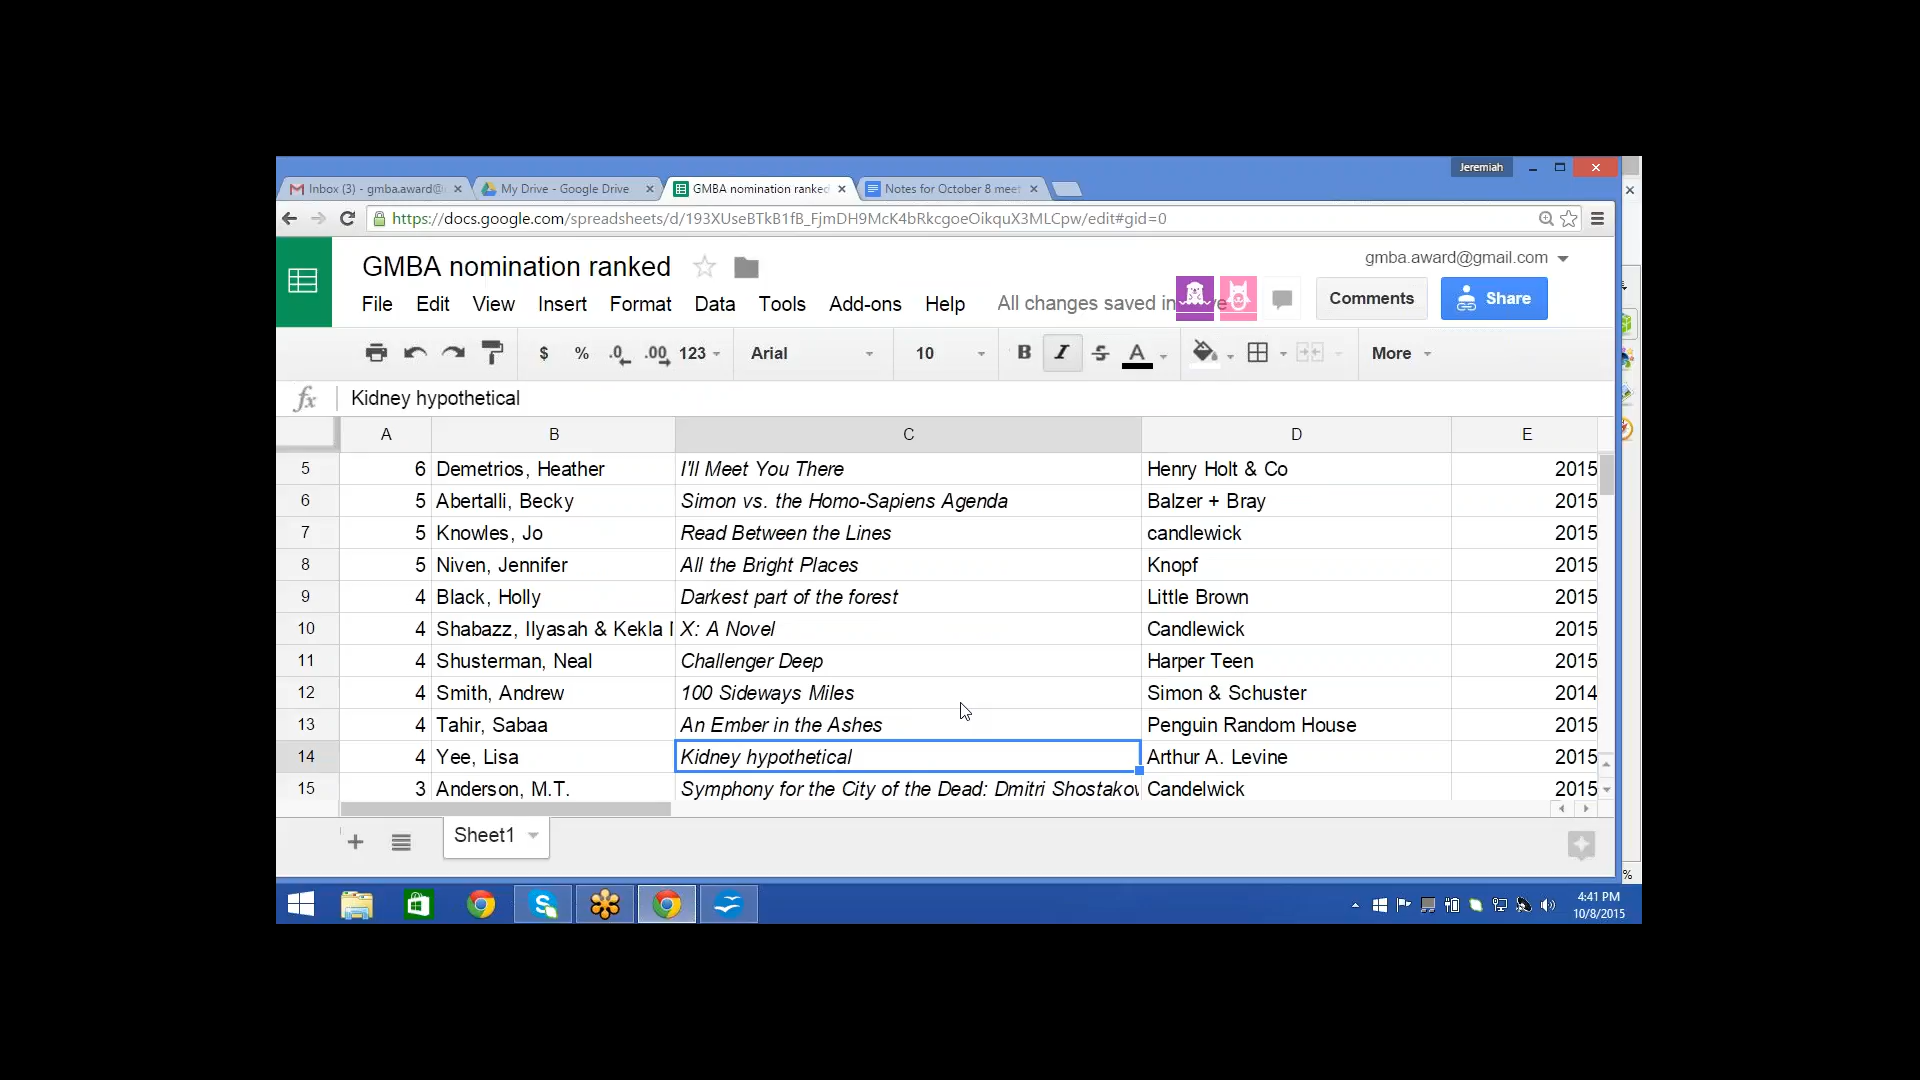 Jeremiah
Inbox (3) - gmba.award@
My Drive - Google Drive
GMBA nomination ranked
Notes for October 8 meet
https://docs.google.com/spreadsheets/d/193XUseBTkB1fB_FjmDH9McK4bRkcgoeOikquX3MLCpw/edit#gid=0
GMBA nomination ranked
gmba.award@gmail.com
File Edit View Insert Format Data Tools Add-ons Help All changes saved in
Comments
Share
$ % .0 .00 123 Arial 10 B I S A More
fx Kidney hypothetical
A B C D E
5 6 Demetrios, Heather I'll Meet You There Henry Holt & Co 2015
6 5 Abertalli, Becky Simon vs. the Homo-Sapiens Agenda Balzer + Bray 2015
7 5 Knowles, Jo Read Between the Lines candlewick 2015
8 5 Niven, Jennifer All the Bright Places Knopf 2015
9 4 Black, Holly Darkest part of the forest Little Brown 2015
10 4 Shabazz, Ilyasah & Kekla X: A Novel Candlewick 2015
11 4 Shusterman, Neal Challenger Deep Harper Teen 2015
12 4 Smith, Andrew 100 Sideways Miles Simon & Schuster 2014
13 4 Tahir, Sabaa An Ember in the Ashes Penguin Random House 2015
14 4 Yee, Lisa Kidney hypothetical Arthur A. Levine 2015
15 3 Anderson, M.T. Symphony for the City of the Dead: Dmitri Shostakov Candelwick 2015
Sheet1
%
4:41 PM
10/8/2015